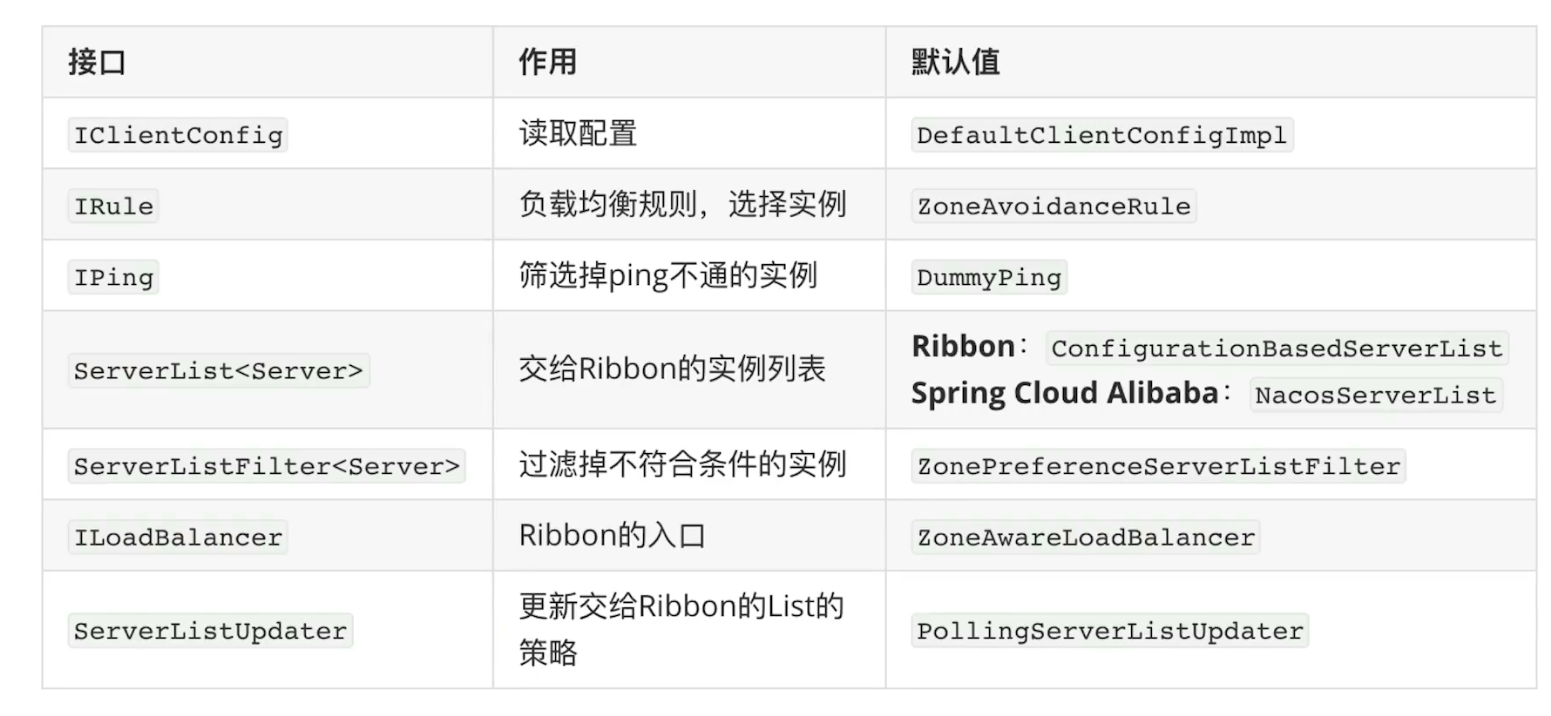 接口 作用 默认值
IClientConfig 读取配置 DefaultClientConfigImpl
IRule 负载均衡规则，选择实例 ZoneAvoidanceRule
IPing 筛选掉ping不通的实例 DummyPing
ServerList<Server> 交给Ribbon的实例列表 Ribbon： ConfigurationBasedServerList
Spring Cloud Alibaba： NacosServerList
ServerListFilter<Server> 过滤掉不符合条件的实例 ZonePreferenceServerListFilter
ILoadBalancer Ribbon的入口 ZoneAwareLoadBalancer
ServerListUpdater 更新交给Ribbon的List的 PollingServerListUpdater
策略